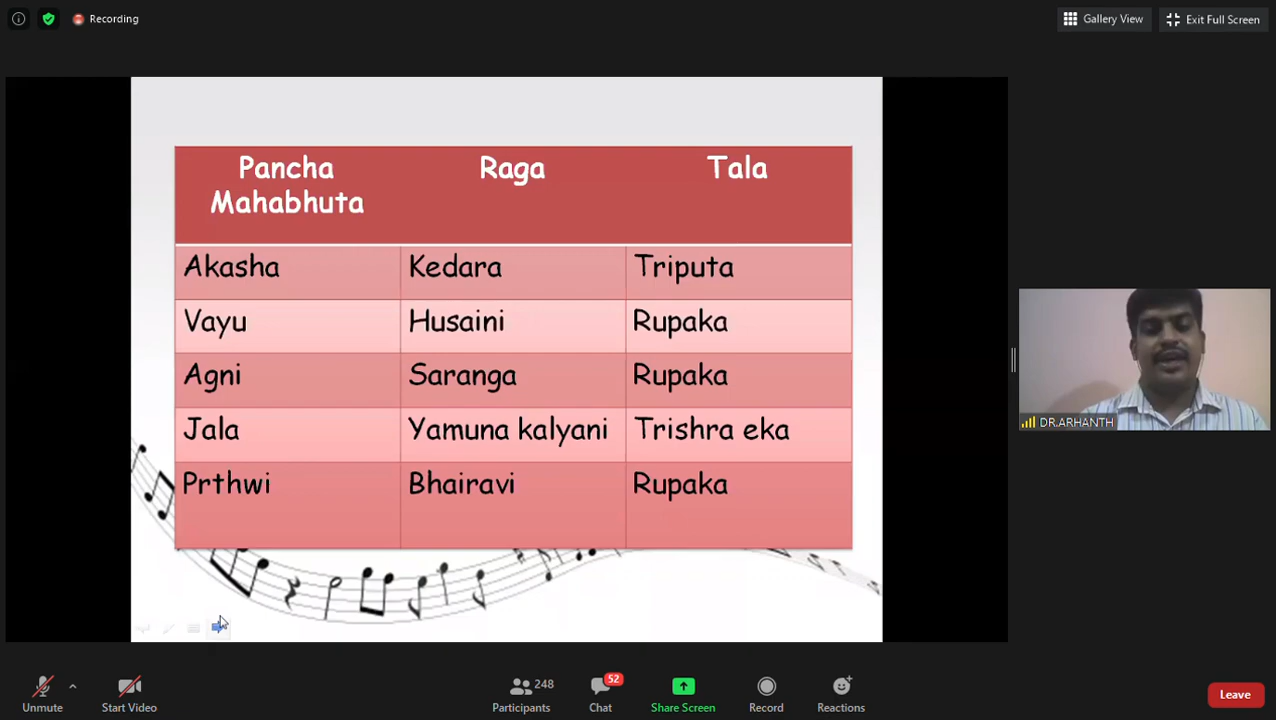 Recording
Gallery View
Exit Full Screen
Pancha Mahabhuta
Raga
Tala
Akasha
Kedara
Triputa
Vayu
Husaini
Rupaka
Agni
Saranga
Rupaka
Jala
Yamuna kalyani
Trishra eka
Prthwi
Bhairavi
Rupaka
DR.ARHANTH
248
52
Unmute
Start Video
Participants
Chat
Share Screen
Record
Reactions
Leave